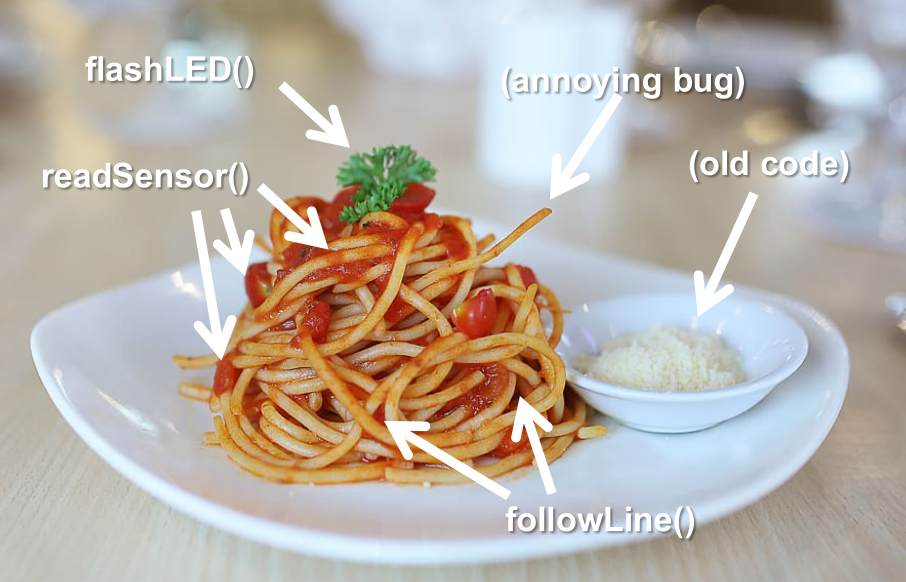 flashLED()
(annoying bug)
(old code)
readSensor()
followLine()